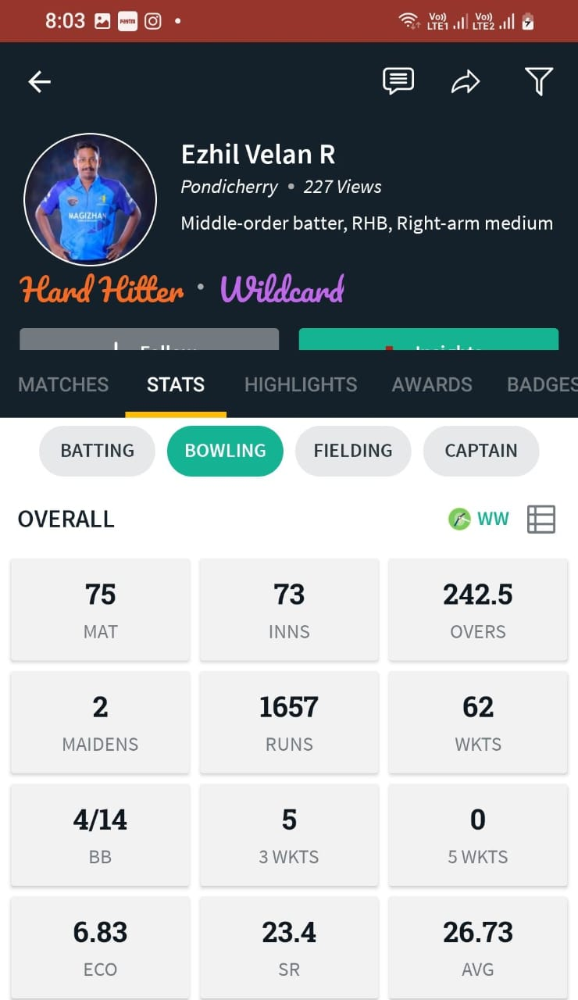 8:03 Paytm Vo)) LTE1 Vo)) LTE2
Ezhil Velan R
Pondicherry • 227 Views
Middle-order batter, RHB, Right-arm medium
MAGIZHAN
Hard Hitter • Wildcard
Follow Insights
MATCHES STATS HIGHLIGHTS AWARDS BADGES
BATTING BOWLING FIELDING CAPTAIN
OVERALL WW
75 73 242.5
MAT INNS OVERS
2 1657 62
MAIDENS RUNS WKTS
4/14 5 0
BB 3 WKTS 5 WKTS
6.83 23.4 26.73
ECO SR AVG